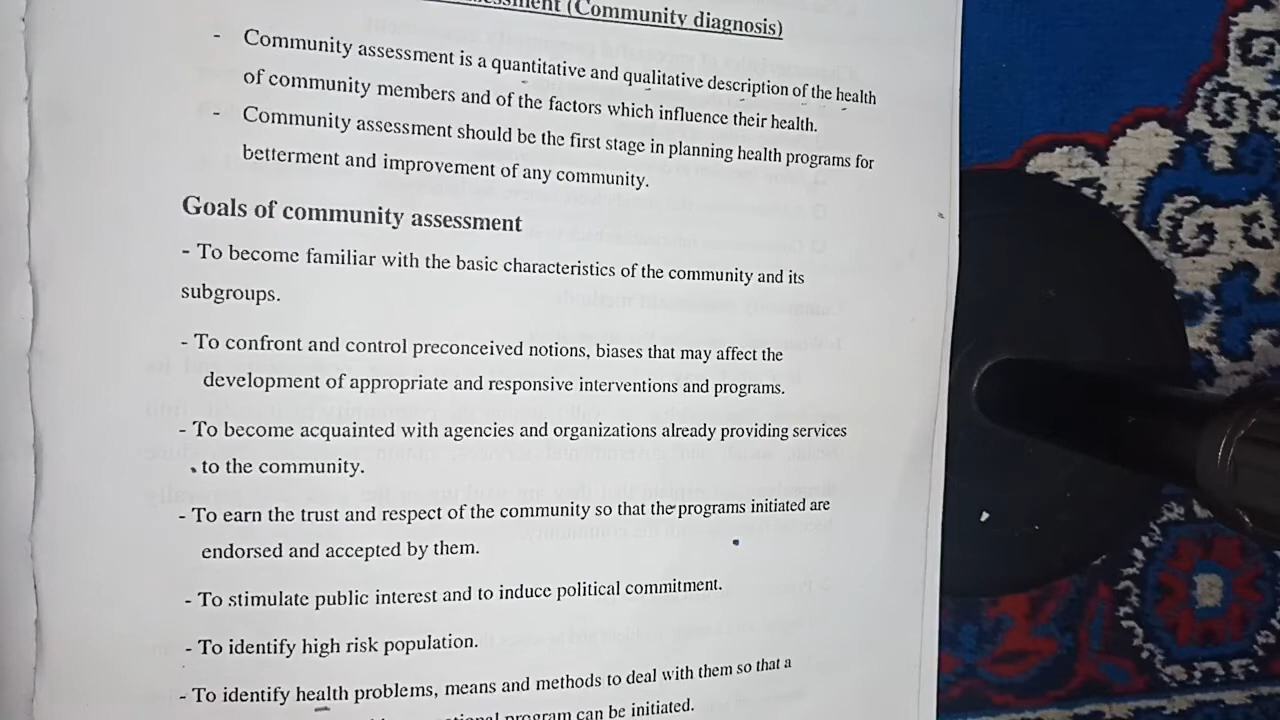 (Community diagnosis)
- Community assessment is a quantitative and qualitative description of the health
of community members and of the factors which influence their health.
- Community assessment should be the first stage in planning health programs for
betterment and improvement of any community.
Goals of community assessment
- To become familiar with the basic characteristics of the community and its
subgroups.
- To confront and control preconceived notions, biases that may affect the
development of appropriate and responsive interventions and programs.
- To become acquainted with agencies and organizations already providing services
to the community.
- To earn the trust and respect of the community so that the programs initiated are
endorsed and accepted by them.
- To stimulate public interest and to induce political commitment.
- To identify high risk population.
- To identify health problems, means and methods to deal with them so that a
program can be initiated.